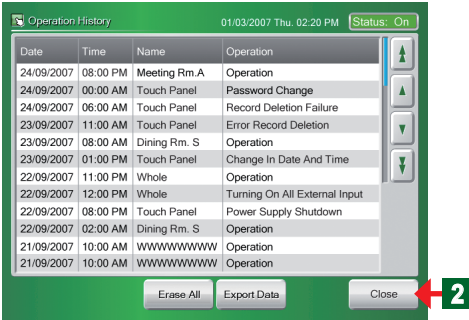 Operation History 01/03/2007 Thu. 02:20 PM Status: On
Date Time Name Operation
24/09/2007 08:00 PM Meeting Rm.A Operation
24/09/2007 00:00 AM Touch Panel Password Change
24/09/2007 06:00 AM Touch Panel Record Deletion Failure
23/09/2007 11:00 AM Touch Panel Error Record Deletion
23/09/2007 08:00 AM Dining Rm. S Operation
23/09/2007 01:00 PM Touch Panel Change In Date And Time
22/09/2007 11:00 PM Whole Operation
22/09/2007 12:00 PM Whole Turning On All External Input
22/09/2007 08:00 PM Touch Panel Power Supply Shutdown
22/09/2007 02:00 AM Dining Rm. S Operation
21/09/2007 10:00 AM WWWWWWWW Operation
21/09/2007 10:00 AM WWWWWWWW Operation
Erase All Export Data Close 2